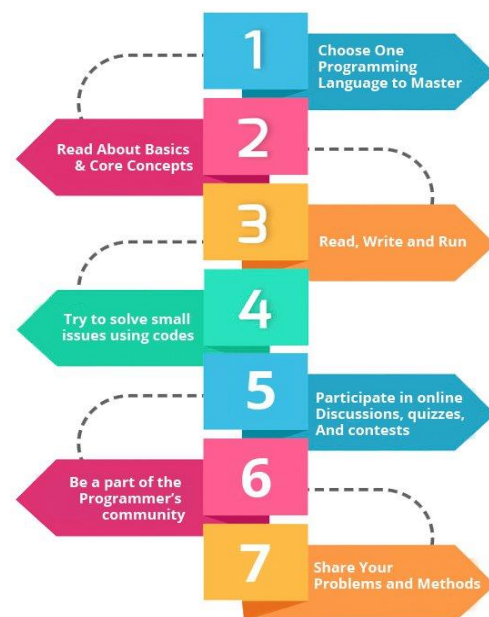 1
Choose One
Programming
Language to Master
2
Read About Basics
& Core Concepts
3
Read, Write and Run
4
Try to solve small
issues using codes
5
Participate in online
Discussions, quizzes,
And contests
6
Be a part of the
Programmer's
community
7
Share Your
Problems and Methods